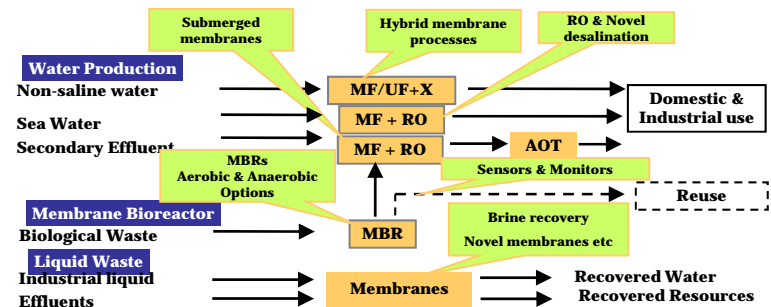 Submerged
membranes
Hybrid membrane
processes
RO & Novel
desalination
Water Production
Non-saline water
MF/UF+X
Domestic &
Industrial use
Sea Water
MF + RO
Secondary Effluent
MF + RO
AOT
MBRs
Aerobic & Anaerobic
Options
Sensors & Monitors
Reuse
Membrane Bioreactor
Biological Waste
MBR
Brine recovery
Novel membranes etc
Liquid Waste
Industrial liquid
Effluents
Membranes
Recovered Water
Recovered Resources